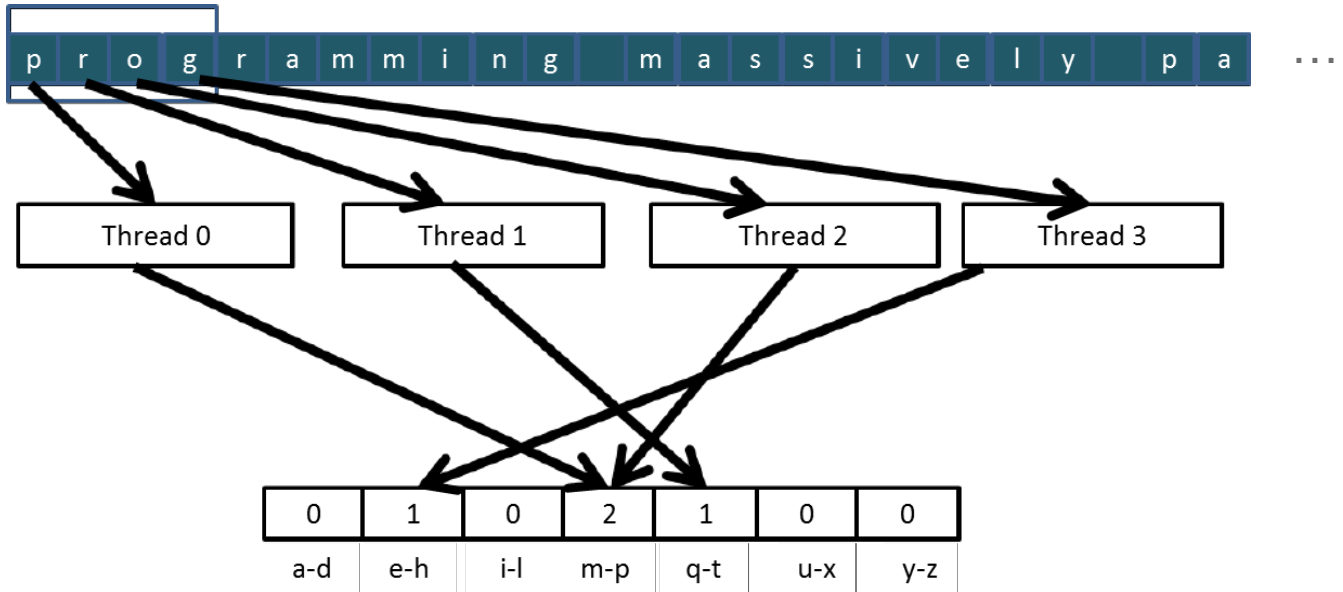 p r o g r a m m i n g m a s s i v e l y p a ...
Thread 0 Thread 1 Thread 2 Thread 3
0 1 0 2 1 0 0
a-d e-h i-l m-p q-t u-x y-z